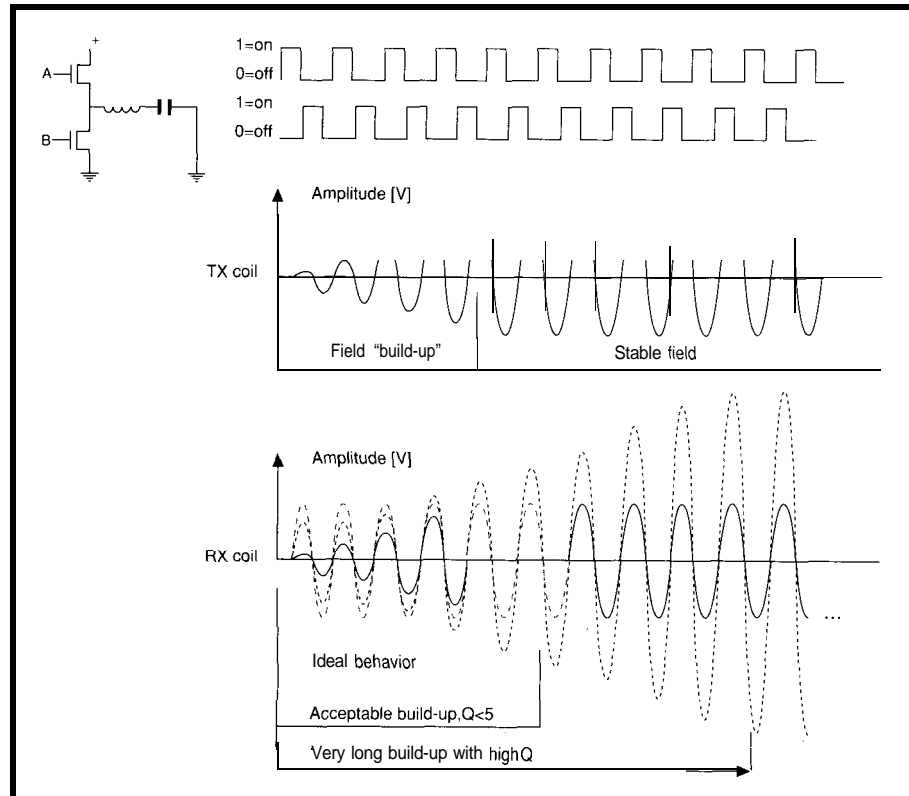 +
1=on
A
0=off
1=on
B
0=off
Amplitude [V]
TX coil
Field "build-up"
Stable field
Amplitude [V]
RX coil
...
Ideal behavior
Acceptable build-up,Q<5
Very long build-up with high Q